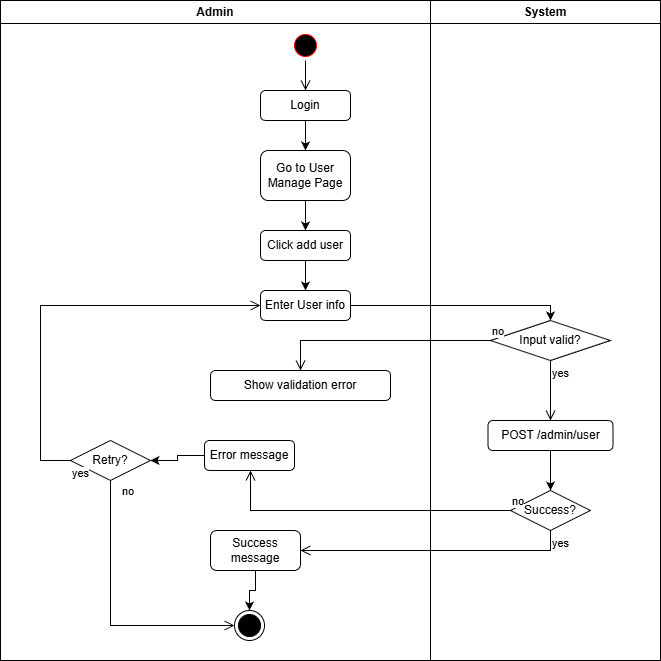 Admin
System
Login
Go to User
Manage Page
Click add user
Enter User info
no
Input valid?
yes
Show validation error
POST /admin/user
Error message
Retry?
yes
no
no
Success?
yes
Success
message